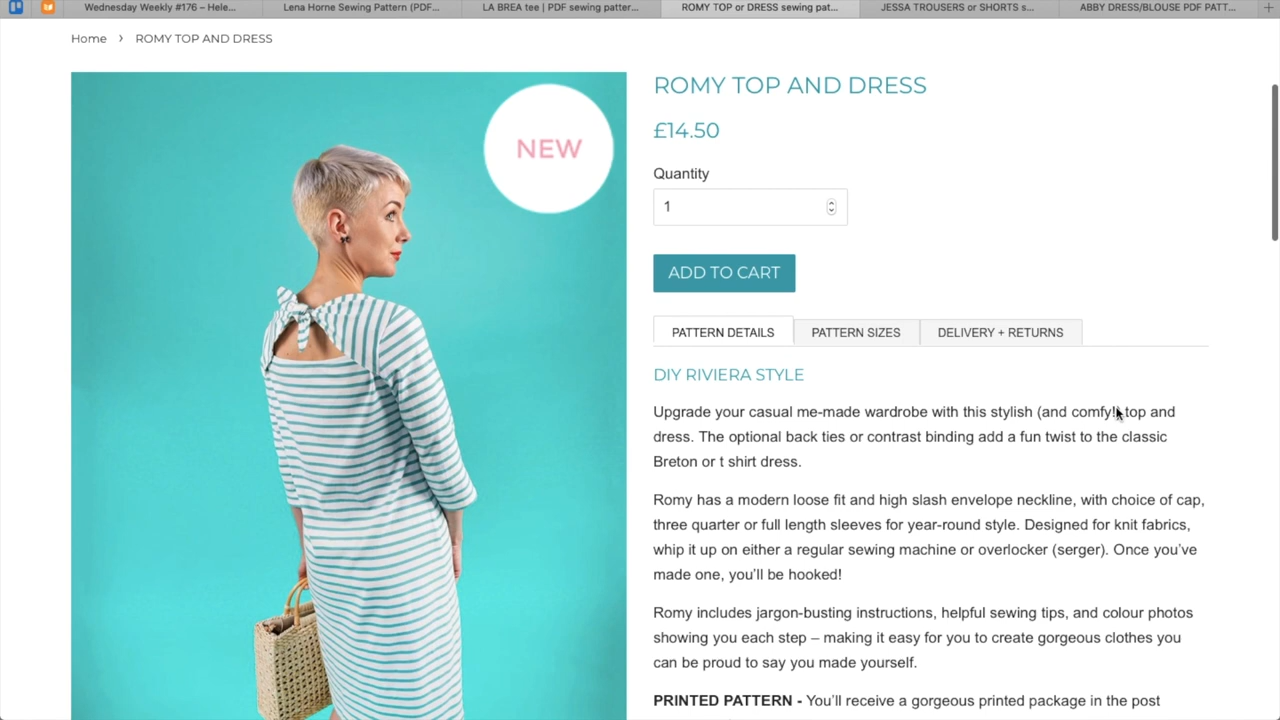 Wednesday Weekly #176 – Hele...
Lena Horne Sewing Pattern (PDF...
LA BREA tee | PDF sewing patter...
ROMY TOP or DRESS sewing pat...
JESSA TROUSERS or SHORTS s...
ABBY DRESS/BLOUSE PDF PATT...
Home › ROMY TOP AND DRESS
NEW
ROMY TOP AND DRESS
£14.50
Quantity
1
ADD TO CART
PATTERN DETAILS
PATTERN SIZES
DELIVERY + RETURNS
DIY RIVIERA STYLE
Upgrade your casual me-made wardrobe with this stylish (and comfy!) top and
dress. The optional back ties or contrast binding add a fun twist to the classic
Breton or t shirt dress.
Romy has a modern loose fit and high slash envelope neckline, with choice of cap,
three quarter or full length sleeves for year-round style. Designed for knit fabrics,
whip it up on either a regular sewing machine or overlocker (serger). Once you’ve
made one, you’ll be hooked!
Romy includes jargon-busting instructions, helpful sewing tips, and colour photos
showing you each step – making it easy for you to create gorgeous clothes you
can be proud to say you made yourself.
PRINTED PATTERN - You’ll receive a gorgeous printed package in the post